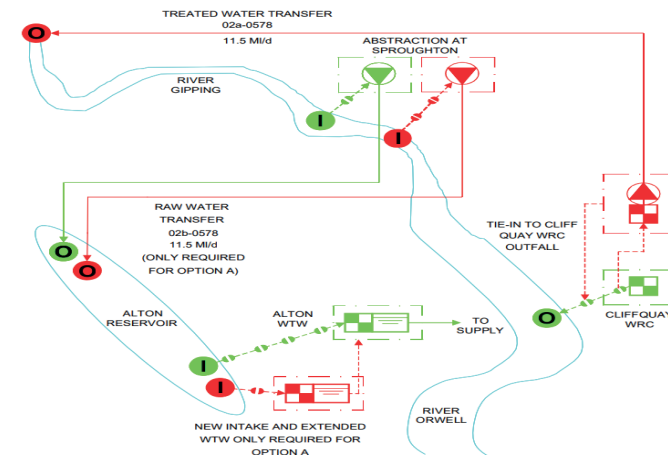 TREATED WATER TRANSFER
02a-0578
11.5 Ml/d
O
ABSTRACTION AT
SPROUGHTON
RIVER
GIPPING
I
I
RAW WATER
TRANSFER
02b-0578
11.5 Ml/d
(ONLY REQUIRED
FOR OPTION A)
O
O
TIE-IN TO CLIFF
QUAY WRC
OUTFALL
ALTON
RESERVOIR
ALTON
WTW
TO
SUPPLY
O
CLIFFQUAY
WRC
I
I
NEW INTAKE AND EXTENDED
WTW ONLY REQUIRED FOR
OPTION A
RIVER
ORWELL